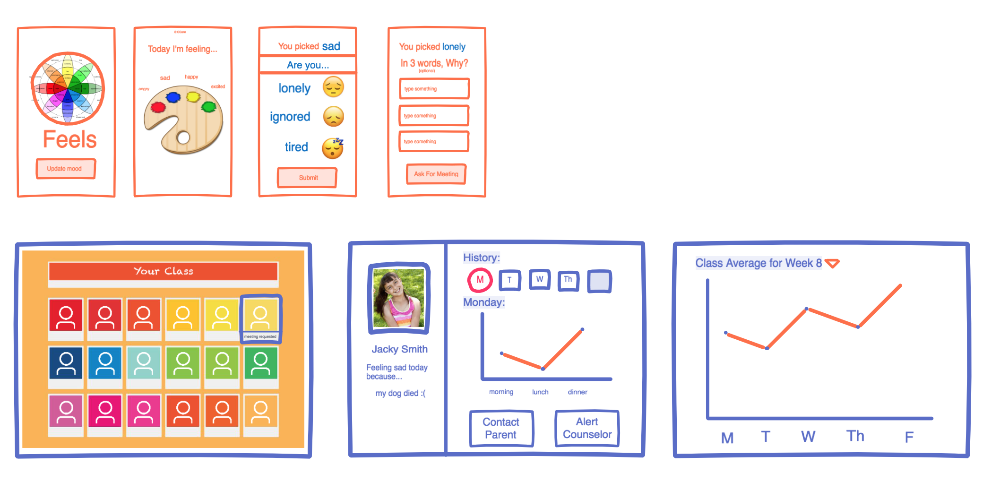 Feels
Update mood
8:00am
Today I'm feeling...
angry
sad
happy
excited
You picked sad
Are you...
lonely
ignored
tired
Submit
You picked lonely
In 3 words, Why?
(optional)
type something
type something
type something
Ask For Meeting
Your Class
meeting requested
Jacky Smith
Feeling sad today
because...
my dog died :(
History:
M T W Th
Monday:
morning lunch dinner
Contact
Parent
Alert
Counselor
Class Average for Week 8
M T W Th F